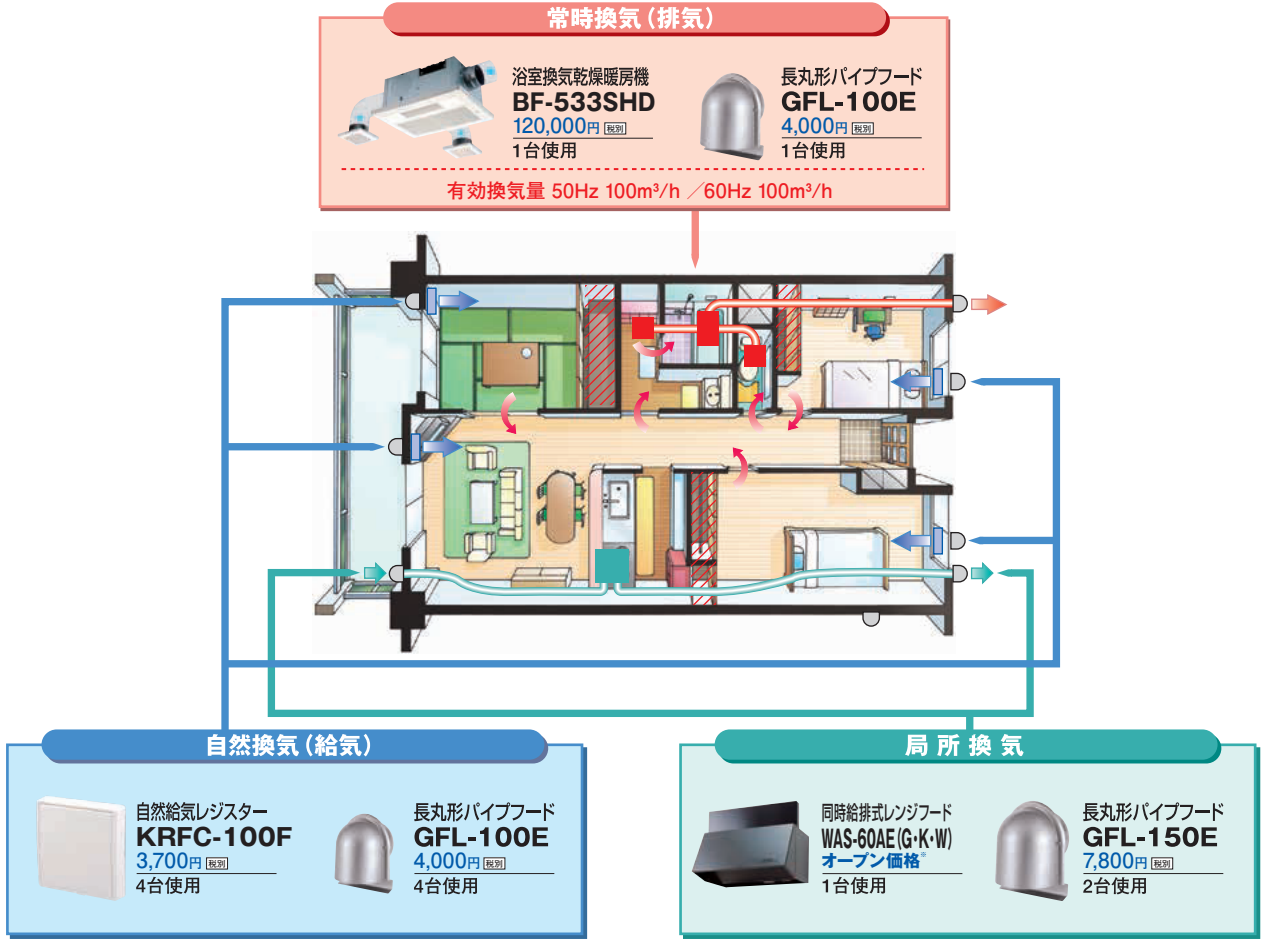 常時換気（排気）
浴室換気乾燥暖房機
BF-533SHD
120,000円 税別
1台使用
長丸形パイプフード
GFL-100E
4,000円 税別
1台使用
有効換気量 50Hz 100m³/h ／60Hz 100m³/h
自然換気（給気）
自然給気レジスター
KRFC-100F
3,700円 税別
4台使用
長丸形パイプフード
GFL-100E
4,000円 税別
4台使用
局所換気
同時給排式レンジフード
WAS-60AE（G・K・W）
オープン価格※
1台使用
長丸形パイプフード
GFL-150E
7,800円 税別
2台使用